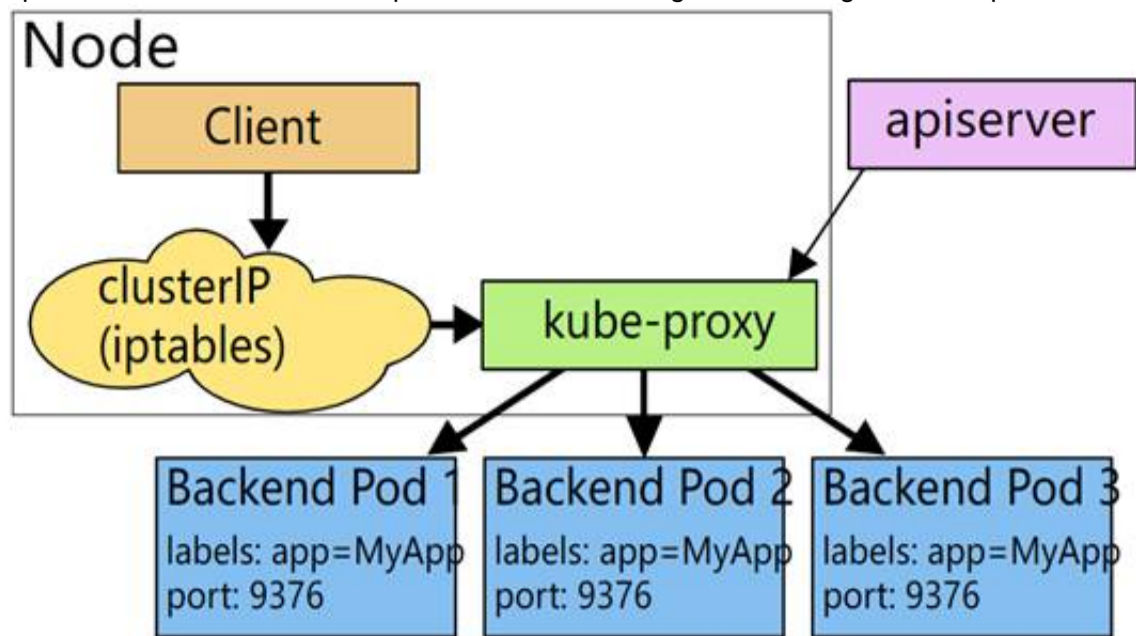 Node
Client
apiserver
clusterIP
(iptables)
kube-proxy
Backend Pod 1
labels: app=MyApp
port: 9376
Backend Pod 2
labels: app=MyApp
port: 9376
Backend Pod 3
labels: app=MyApp
port: 9376